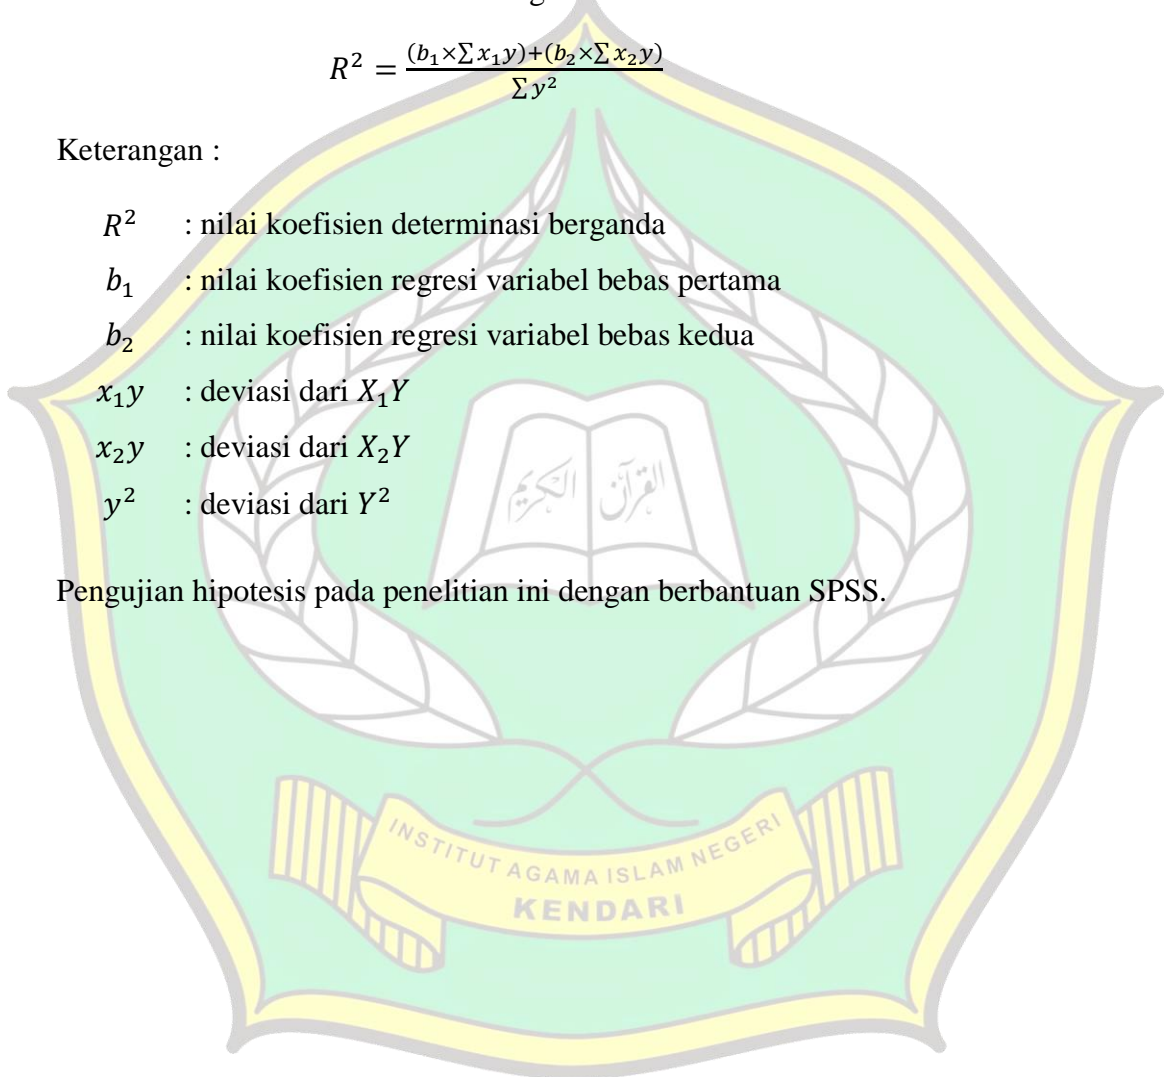 R² = (b₁×∑x₁y)+(b₂×∑x₂y) / ∑y²
Keterangan :
R² : nilai koefisien determinasi berganda
b₁ : nilai koefisien regresi variabel bebas pertama
b₂ : nilai koefisien regresi variabel bebas kedua
x₁y : deviasi dari X₁Y
x₂y : deviasi dari X₂Y
y² : deviasi dari Y²
القرآن الكريم
Pengujian hipotesis pada penelitian ini dengan berbantuan SPSS.
INSTITUT AGAMA ISLAM NEGERI
KENDARI